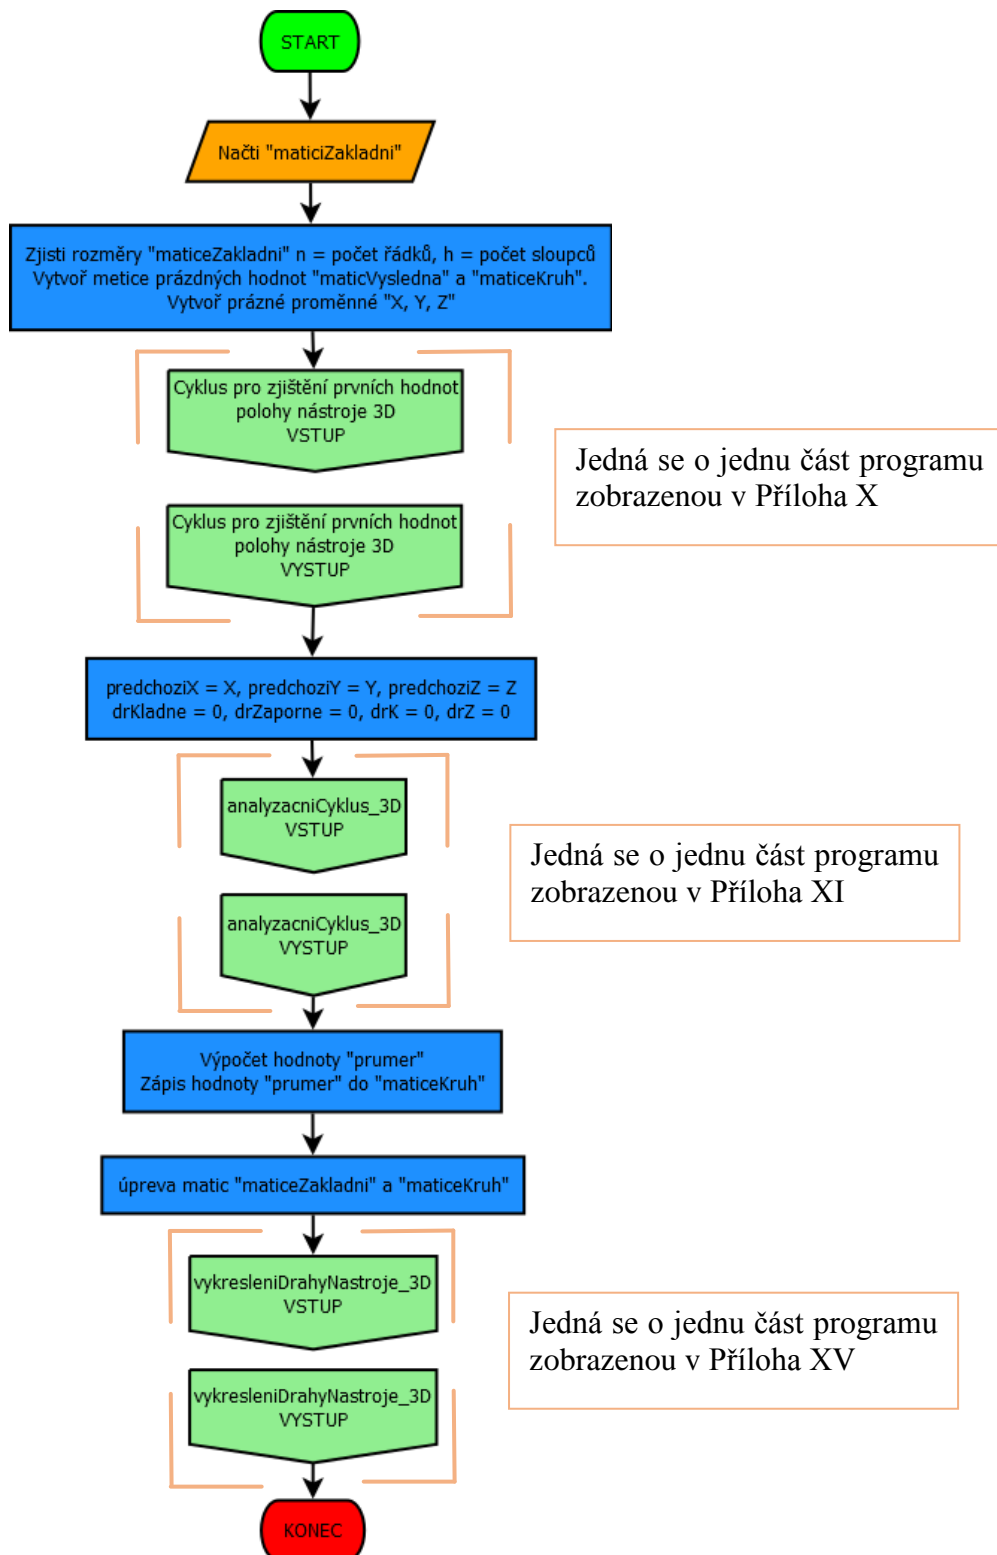 START
Načti "maticiZakladni"
Zjisti rozměry "maticeZakladni" n = počet řádků, h = počet sloupců
Vytvoř metice prázdných hodnot "maticVysledna" a "maticeKruh".
Vytvoř prázné proměnné "X, Y, Z"
Cyklus pro zjištění prvních hodnot
polohy nástroje 3D
VSTUP
Jedná se o jednu část programu
zobrazenou v Příloha X
Cyklus pro zjištění prvních hodnot
polohy nástroje 3D
VYSTUP
predchoziX = X, predchoziY = Y, predchoziZ = Z
drKladne = 0, drZaporne = 0, drK = 0, drZ = 0
analyzacniCyklus_3D
VSTUP
Jedná se o jednu část programu
zobrazenou v Příloha XI
analyzacniCyklus_3D
VYSTUP
Výpočet hodnoty "prumer"
Zápis hodnoty "prumer" do "maticeKruh"
úpreva matic "maticeZakladni" a "maticeKruh"
vykresleniDrahyNastroje_3D
VSTUP
Jedná se o jednu část programu
zobrazenou v Příloha XV
vykresleniDrahyNastroje_3D
VYSTUP
KONEC